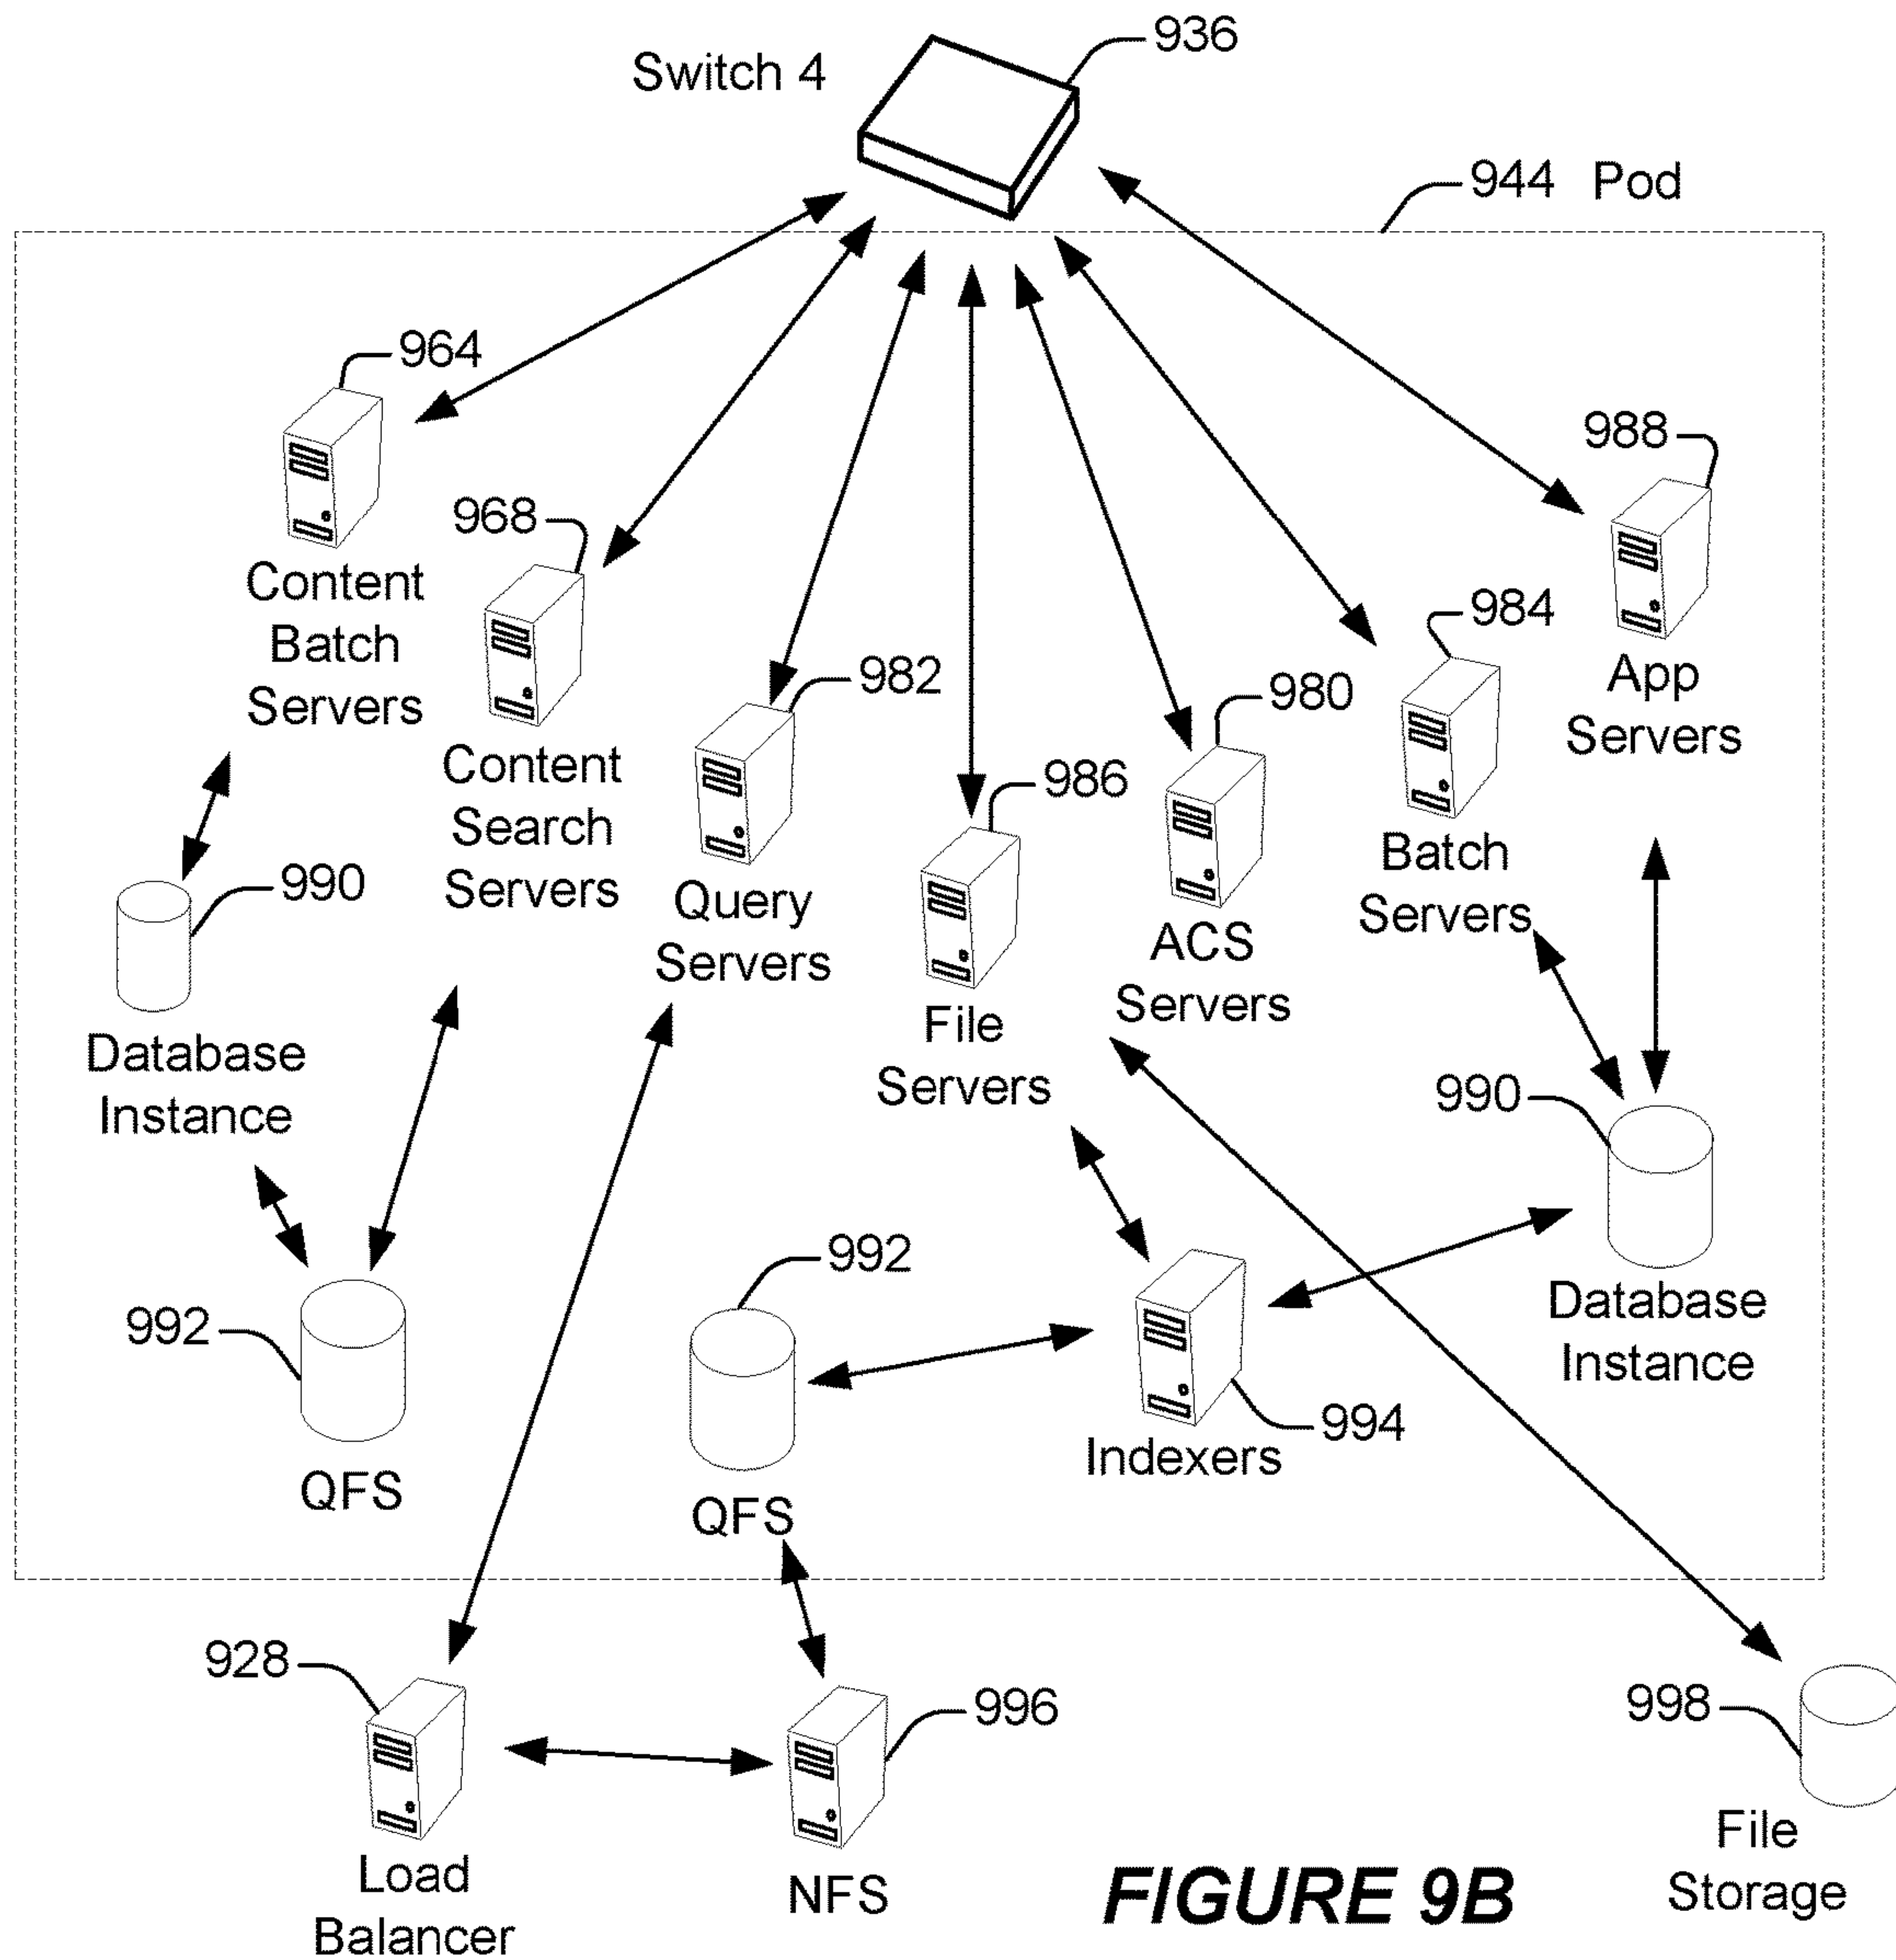 936
Switch 4
944 Pod
964
988
968
Content
Batch
Servers
984
982
980
App
Servers
Content
Search
Servers
986
Batch
Servers
990
Query
Servers
ACS
Servers
File
Servers
Database
Instance
990
992
992
Database
Instance
994
Indexers
QFS
QFS
928
996
998
File
Storage
Load
Balancer
NFS
FIGURE 9B